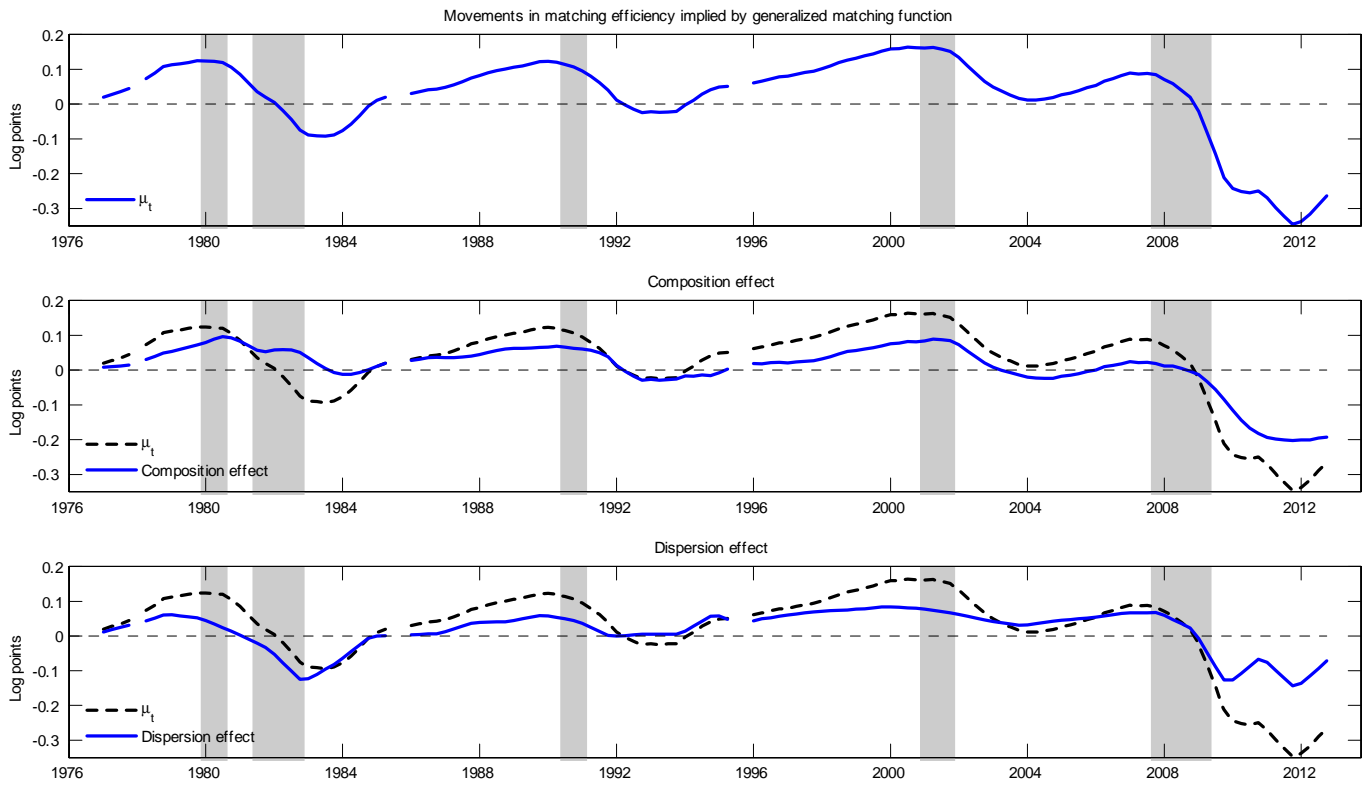 Movements in matching efficiency implied by generalized matching function
0.2
0.1
0
-0.1
-0.2
-0.3
Log points
μt
1976 1980 1984 1988 1992 1996 2000 2004 2008 2012
Composition effect
0.2
0.1
0
-0.1
-0.2
-0.3
Log points
μt
Composition effect
1976 1980 1984 1988 1992 1996 2000 2004 2008 2012
Dispersion effect
0.2
0.1
0
-0.1
-0.2
-0.3
Log points
μt
Dispersion effect
1976 1980 1984 1988 1992 1996 2000 2004 2008 2012